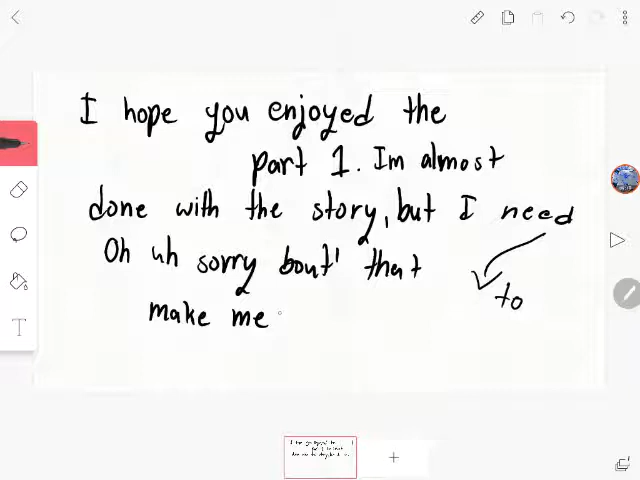 I hope you enjoyed the
part 1. Im almost
done with the story, but I need
Oh uh sorry bout' that
to
make me
T